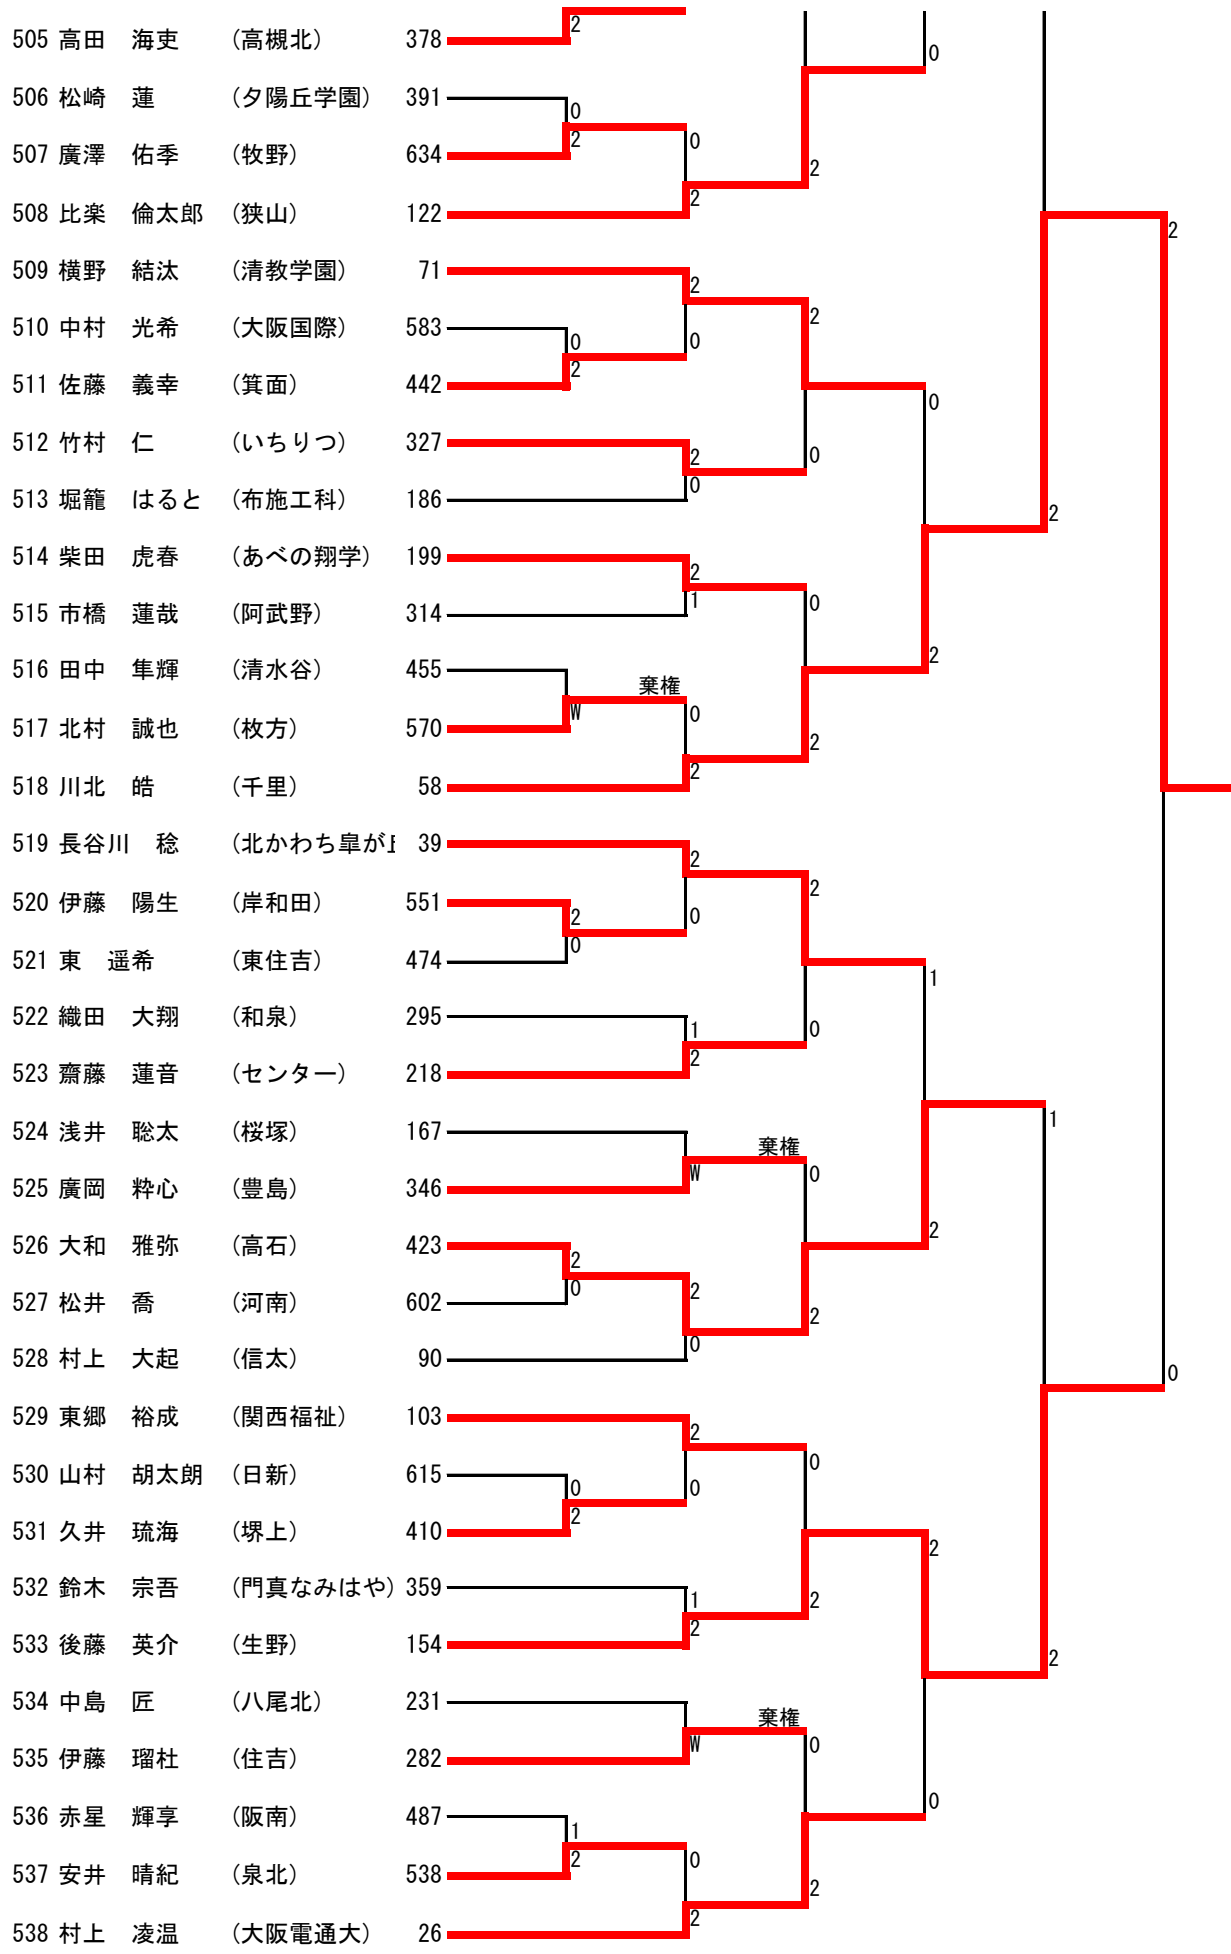 2
505 高田 海吏 (高槻北) 378
0
506 松崎 蓮 (夕陽丘学園) 391
0
2
0
507 廣澤 佑季 (牧野) 634
2
2
508 比楽 倫太郎 (狭山) 122
2
509 横野 結汰 (清教学園) 71
2
2
510 中村 光希 (大阪国際) 583
0
0
2
511 佐藤 義幸 (箕面) 442
0
512 竹村 仁 (いちりつ) 327
2
0
0
513 堀籠 はると (布施工科) 186
2
514 柴田 虎春 (あべの翔学) 199
2
1
0
515 市橋 蓮哉 (阿武野) 314
2
516 田中 隼輝 (清水谷) 455
棄権
W
0
517 北村 誠也 (枚方) 570
2
2
518 川北 皓 (千里) 58
519 長谷川 稔 (北かわち皐が丘 39
2
2
520 伊藤 陽生 (岸和田) 551
2
0
0
521 東 遥希 (東住吉) 474
1
522 織田 大翔 (和泉) 295
1
0
2
523 齋藤 蓮音 (センター) 218
1
524 浅井 聡太 (桜塚) 167
棄権
W
0
525 廣岡 粋心 (豊島) 346
2
526 大和 雅弥 (高石) 423
2
0
2
527 松井 喬 (河南) 602
2
0
528 村上 大起 (信太) 90
0
529 東郷 裕成 (関西福祉) 103
2
0
530 山村 胡太朗 (日新) 615
0
0
2
531 久井 琉海 (堺上) 410
2
532 鈴木 宗吾 (門真なみはや) 359
1
2
2
533 後藤 英介 (生野) 154
2
534 中島 匠 (八尾北) 231
棄権
W
0
535 伊藤 瑠杜 (住吉) 282
0
536 赤星 輝享 (阪南) 487
1
2
0
537 安井 晴紀 (泉北) 538
2
2
538 村上 凌温 (大阪電通大) 26